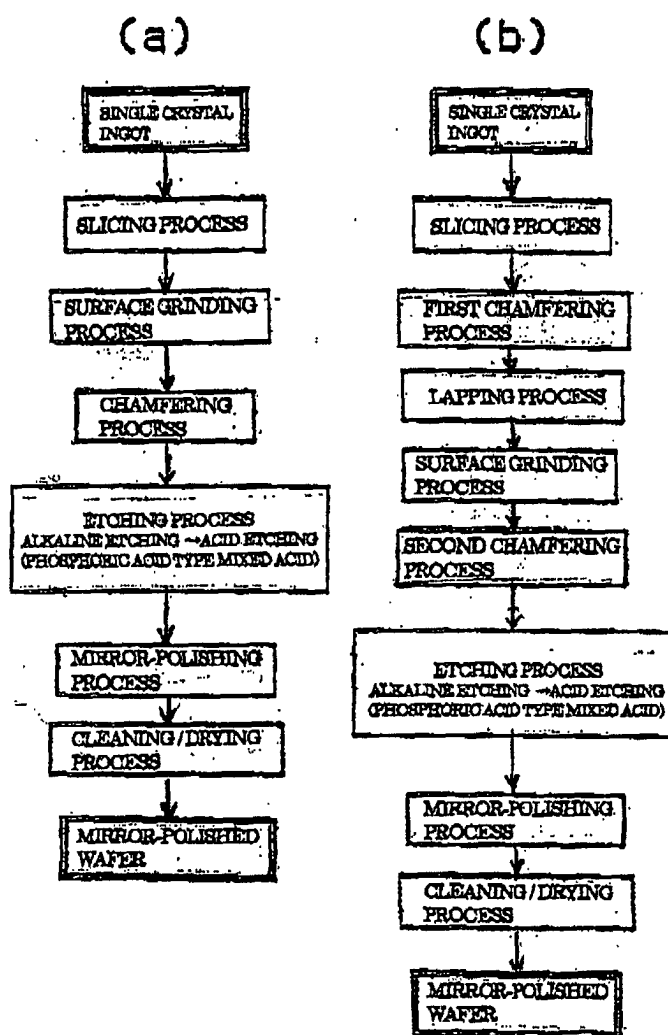 (a)
SINGLE CRYSTAL
INGOT
SLICING PROCESS
SURFACE GRINDING
PROCESS
CHAMFERING
PROCESS
ETCHING PROCESS
ALKALINE ETCHING →ACID ETCHING
(PHOSPHORIC ACID TYPE MIXED ACID)
MIRROR-POLISHING
PROCESS
CLEANING/DRYING
PROCESS
MIRROR-POLISHED
WAFER
(b)
SINGLE CRYSTAL
INGOT
SLICING PROCESS
FIRST CHAMFERING
PROCESS
LAPPING PROCESS
SURFACE GRINDING
PROCESS
SECOND CHAMFERING
PROCESS
ETCHING PROCESS
ALKALINE ETCHING →ACID ETCHING
(PHOSPHORIC ACID TYPE MIXED ACID)
MIRROR-POLISHING
PROCESS
CLEANING/DRYING
PROCESS
MIRROR-POLISHED
WAFER